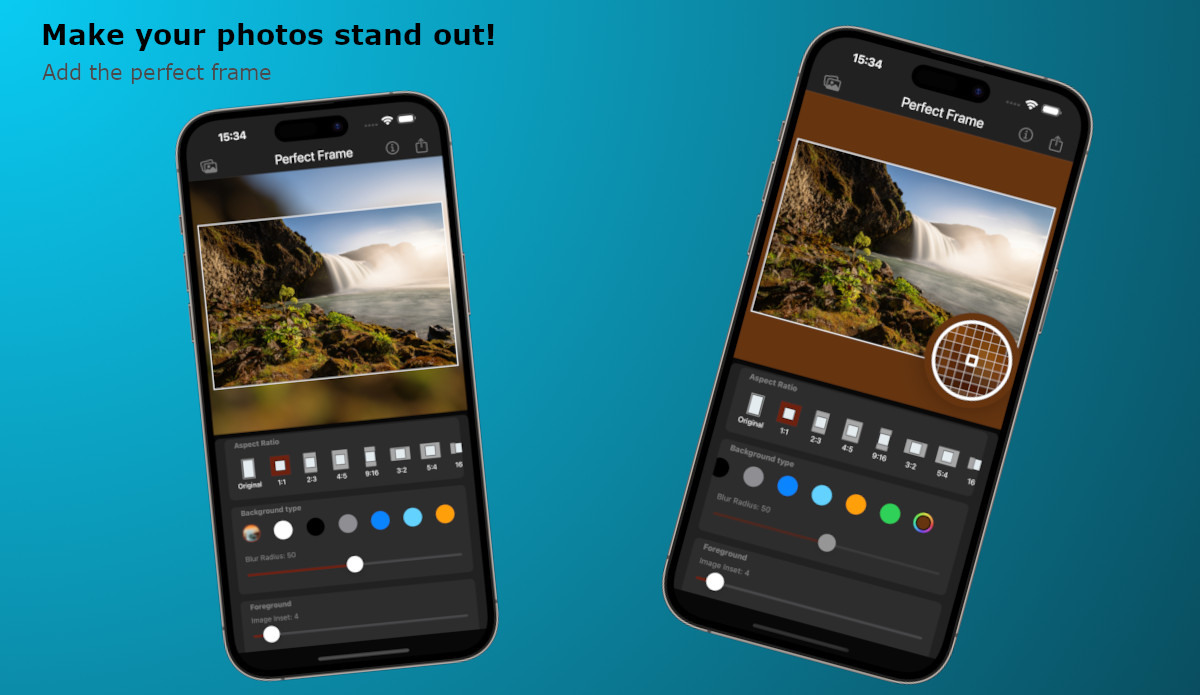 Make your photos stand out!
Add the perfect frame
15:34
Perfect Frame
Aspect Ratio
Original 1:1 2:3 4:5 9:16 3:2 5:4 16
Background type
Blur Radius: 50
Foreground
Image Inset: 4
15:34
Perfect Frame
Aspect Ratio
Original 1:1 2:3 4:5 9:16 3:2 5:4 16
Background type
Blur Radius: 50
Foreground
Image Inset: 4